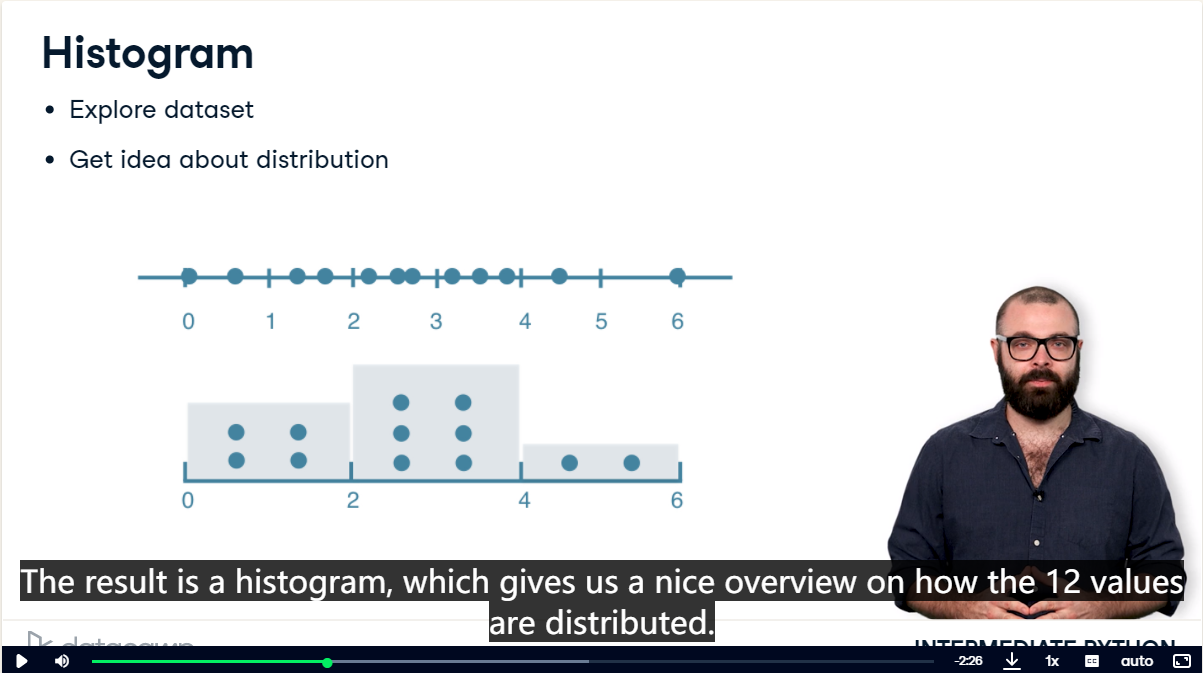 Histogram
• Explore dataset
• Get idea about distribution
0 1 2 3 4 5 6
0 2 4 6
The result is a histogram, which gives us a nice overview on how the 12 values
are distributed.
datacamp INTERMEDIATE PYTHON
-2:26 1x CC auto